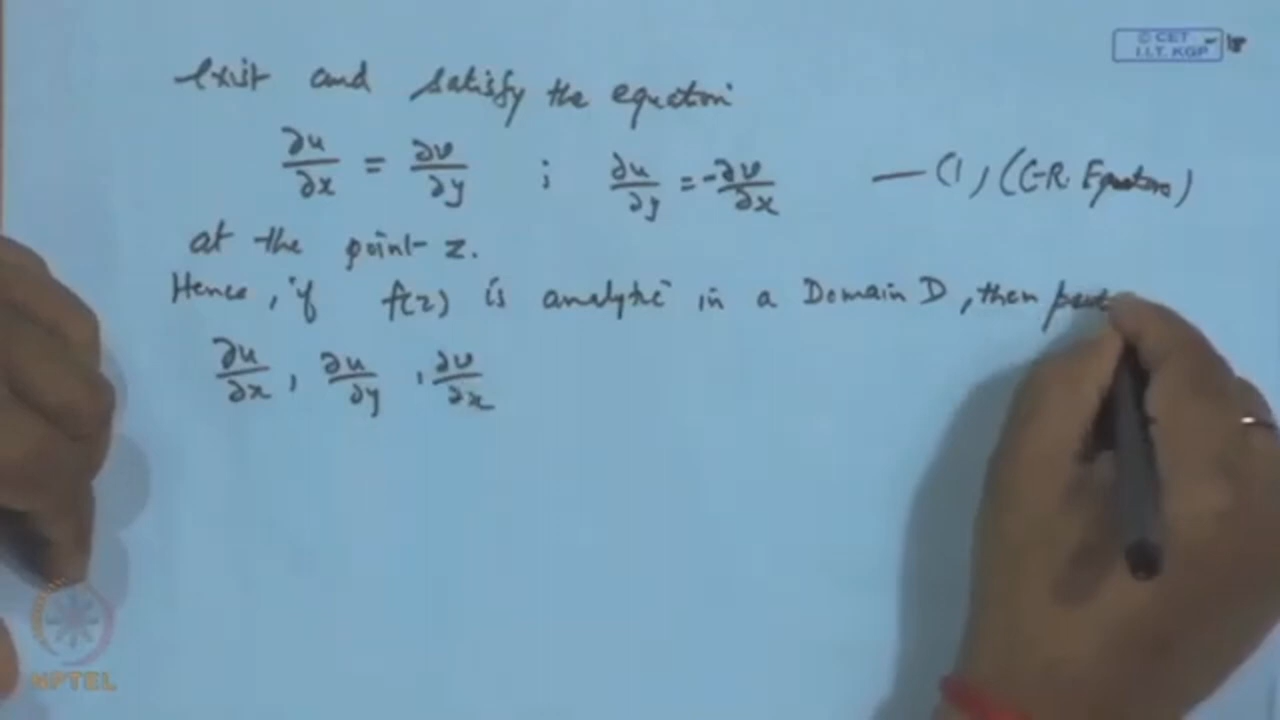 © CET
I.I.T. KGP
exist and satisfy the equation
∂u/∂x = ∂v/∂y ; ∂u/∂y = -∂v/∂x — (1) (C-R. Equations)
at the point z.
Hence, if f(z) is analytic in a Domain D, then
∂u/∂x, ∂u/∂y, ∂v/∂x
NPTEL